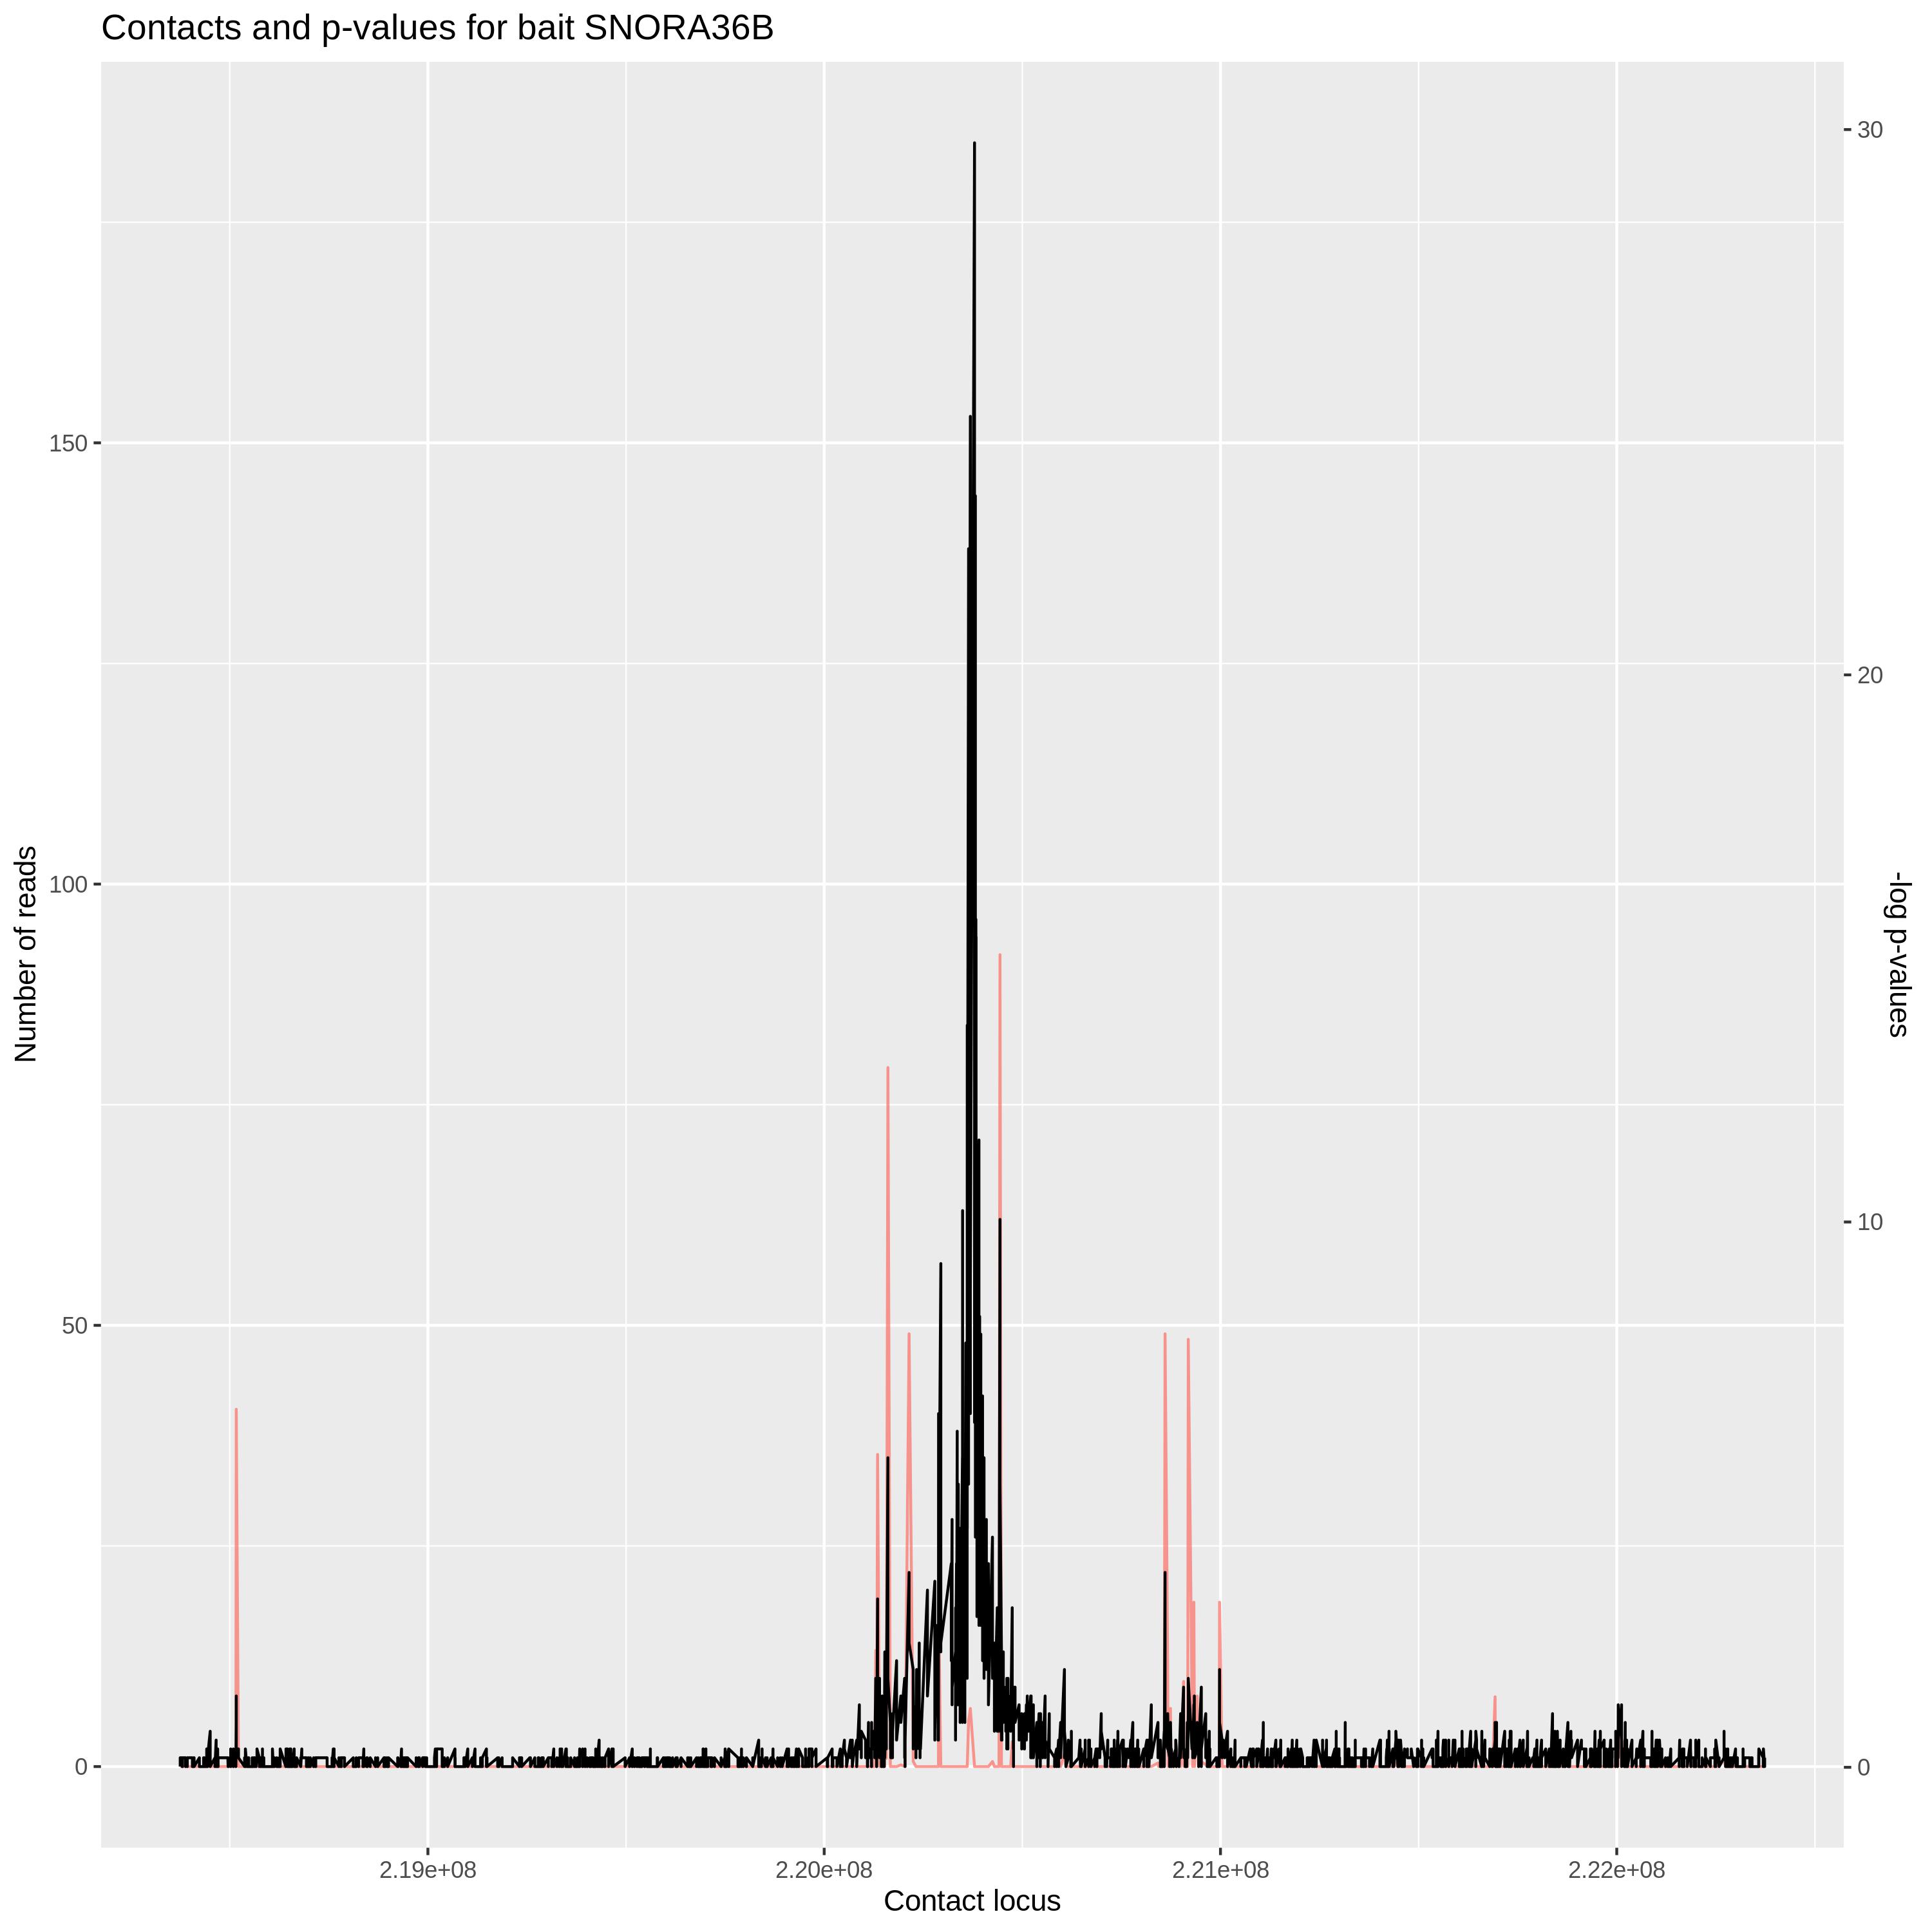 Contacts and p-values for bait SNORA36B
30
150
20
100
Number of reads
-log p-values
10
50
0
0
2.19e+08 2.20e+08 2.21e+08 2.22e+08
Contact locus